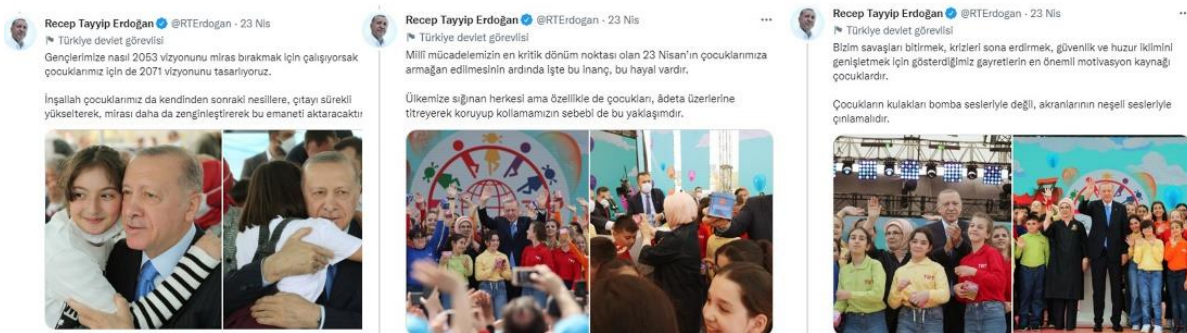 Recep Tayyip Erdoğan @RTErdogan · 23 Nis
Türkiye devlet görevlisi
Gençlerimize nasıl 2053 vizyonunu miras bırakmak için çalışıyorsak
çocuklarımız için de 2071 vizyonunu tasarlıyoruz.
İnşallah çocuklarımız da kendinden sonraki nesillere, çıtayı sürekli
yükselterek, mirası daha da zenginleştirerek bu emaneti aktaracaktır
Recep Tayyip Erdoğan @RTErdogan · 23 Nis
Türkiye devlet görevlisi
Millî mücadelemizin en kritik dönüm noktası olan 23 Nisan'ın çocuklarımıza
armağan edilmesinin ardında işte bu inanç, bu hayal vardır.
Ülkemize sığınan herkesi ama özellikle de çocukları, âdeta üzerlerine
titreyerek koruyup kollamamızın sebebi de bu yaklaşımdır.
Recep Tayyip Erdoğan @RTErdogan · 23 Nis
Türkiye devlet görevlisi
Bizim savaşları bitirmek, krizleri sona erdirmek, güvenlik ve huzur iklimini
genişletmek için gösterdiğimiz gayretlerin en önemli motivasyon kaynağı
çocuklardır.
Çocukların kulakları bomba sesleriyle değil, akranlarının neşeli sesleriyle
çınlamalıdır.